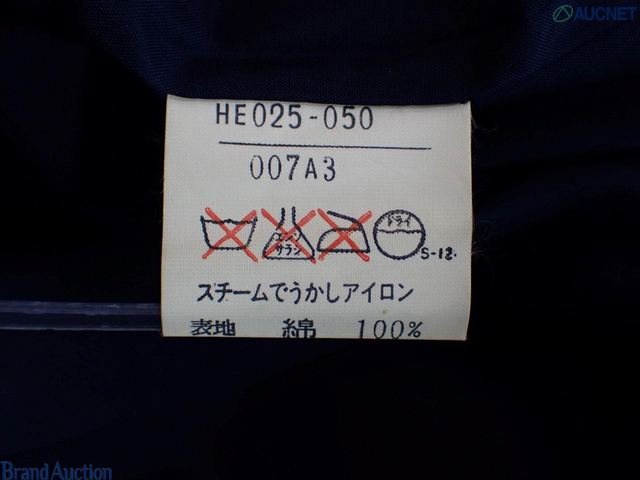 AUCNET
HE025-050
007A3
エンソ サラシ ドライ
S-12.
スチームでうかしアイロン
表地 綿 100%
Brand Auction